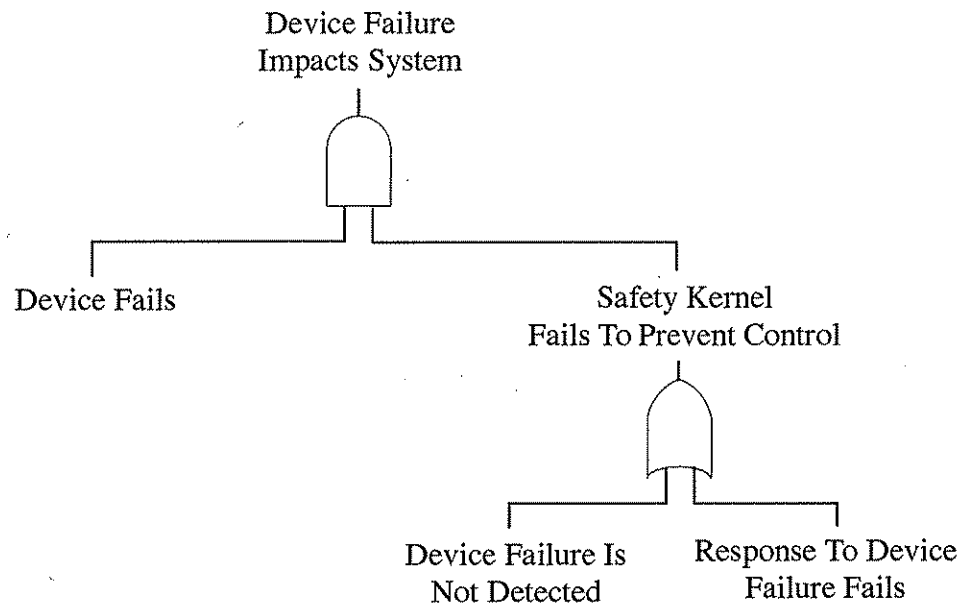 Device Failure
Impacts System
Device Fails
Safety Kernel
Fails To Prevent Control
Device Failure Is
Not Detected
Response To Device
Failure Fails